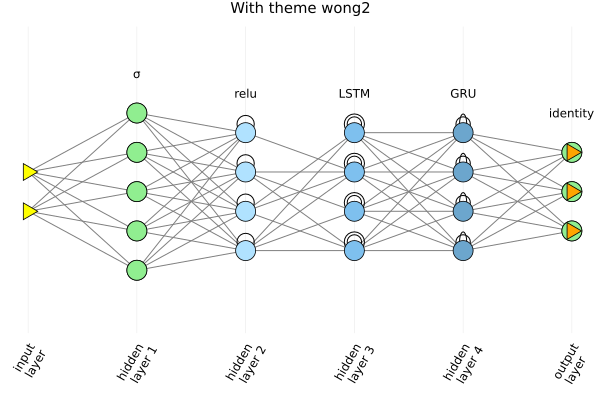 With theme wong2
σ
relu
LSTM
GRU
identity
input
layer
hidden
layer 1
hidden
layer 2
hidden
layer 3
hidden
layer 4
output
layer